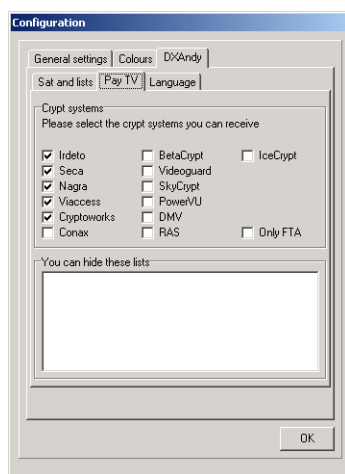 Configuration
General settings Colours DXAndy
Sat and lists Pay TV Language
Crypt systems
Please select the crypt systems you can receive
Irdeto BetaCrypt IceCrypt
Seca Videoguard
Nagra SkyCrypt
Viaccess PowerVU
Cryptoworks DMV
Conax RAS Only FTA
You can hide these lists
OK